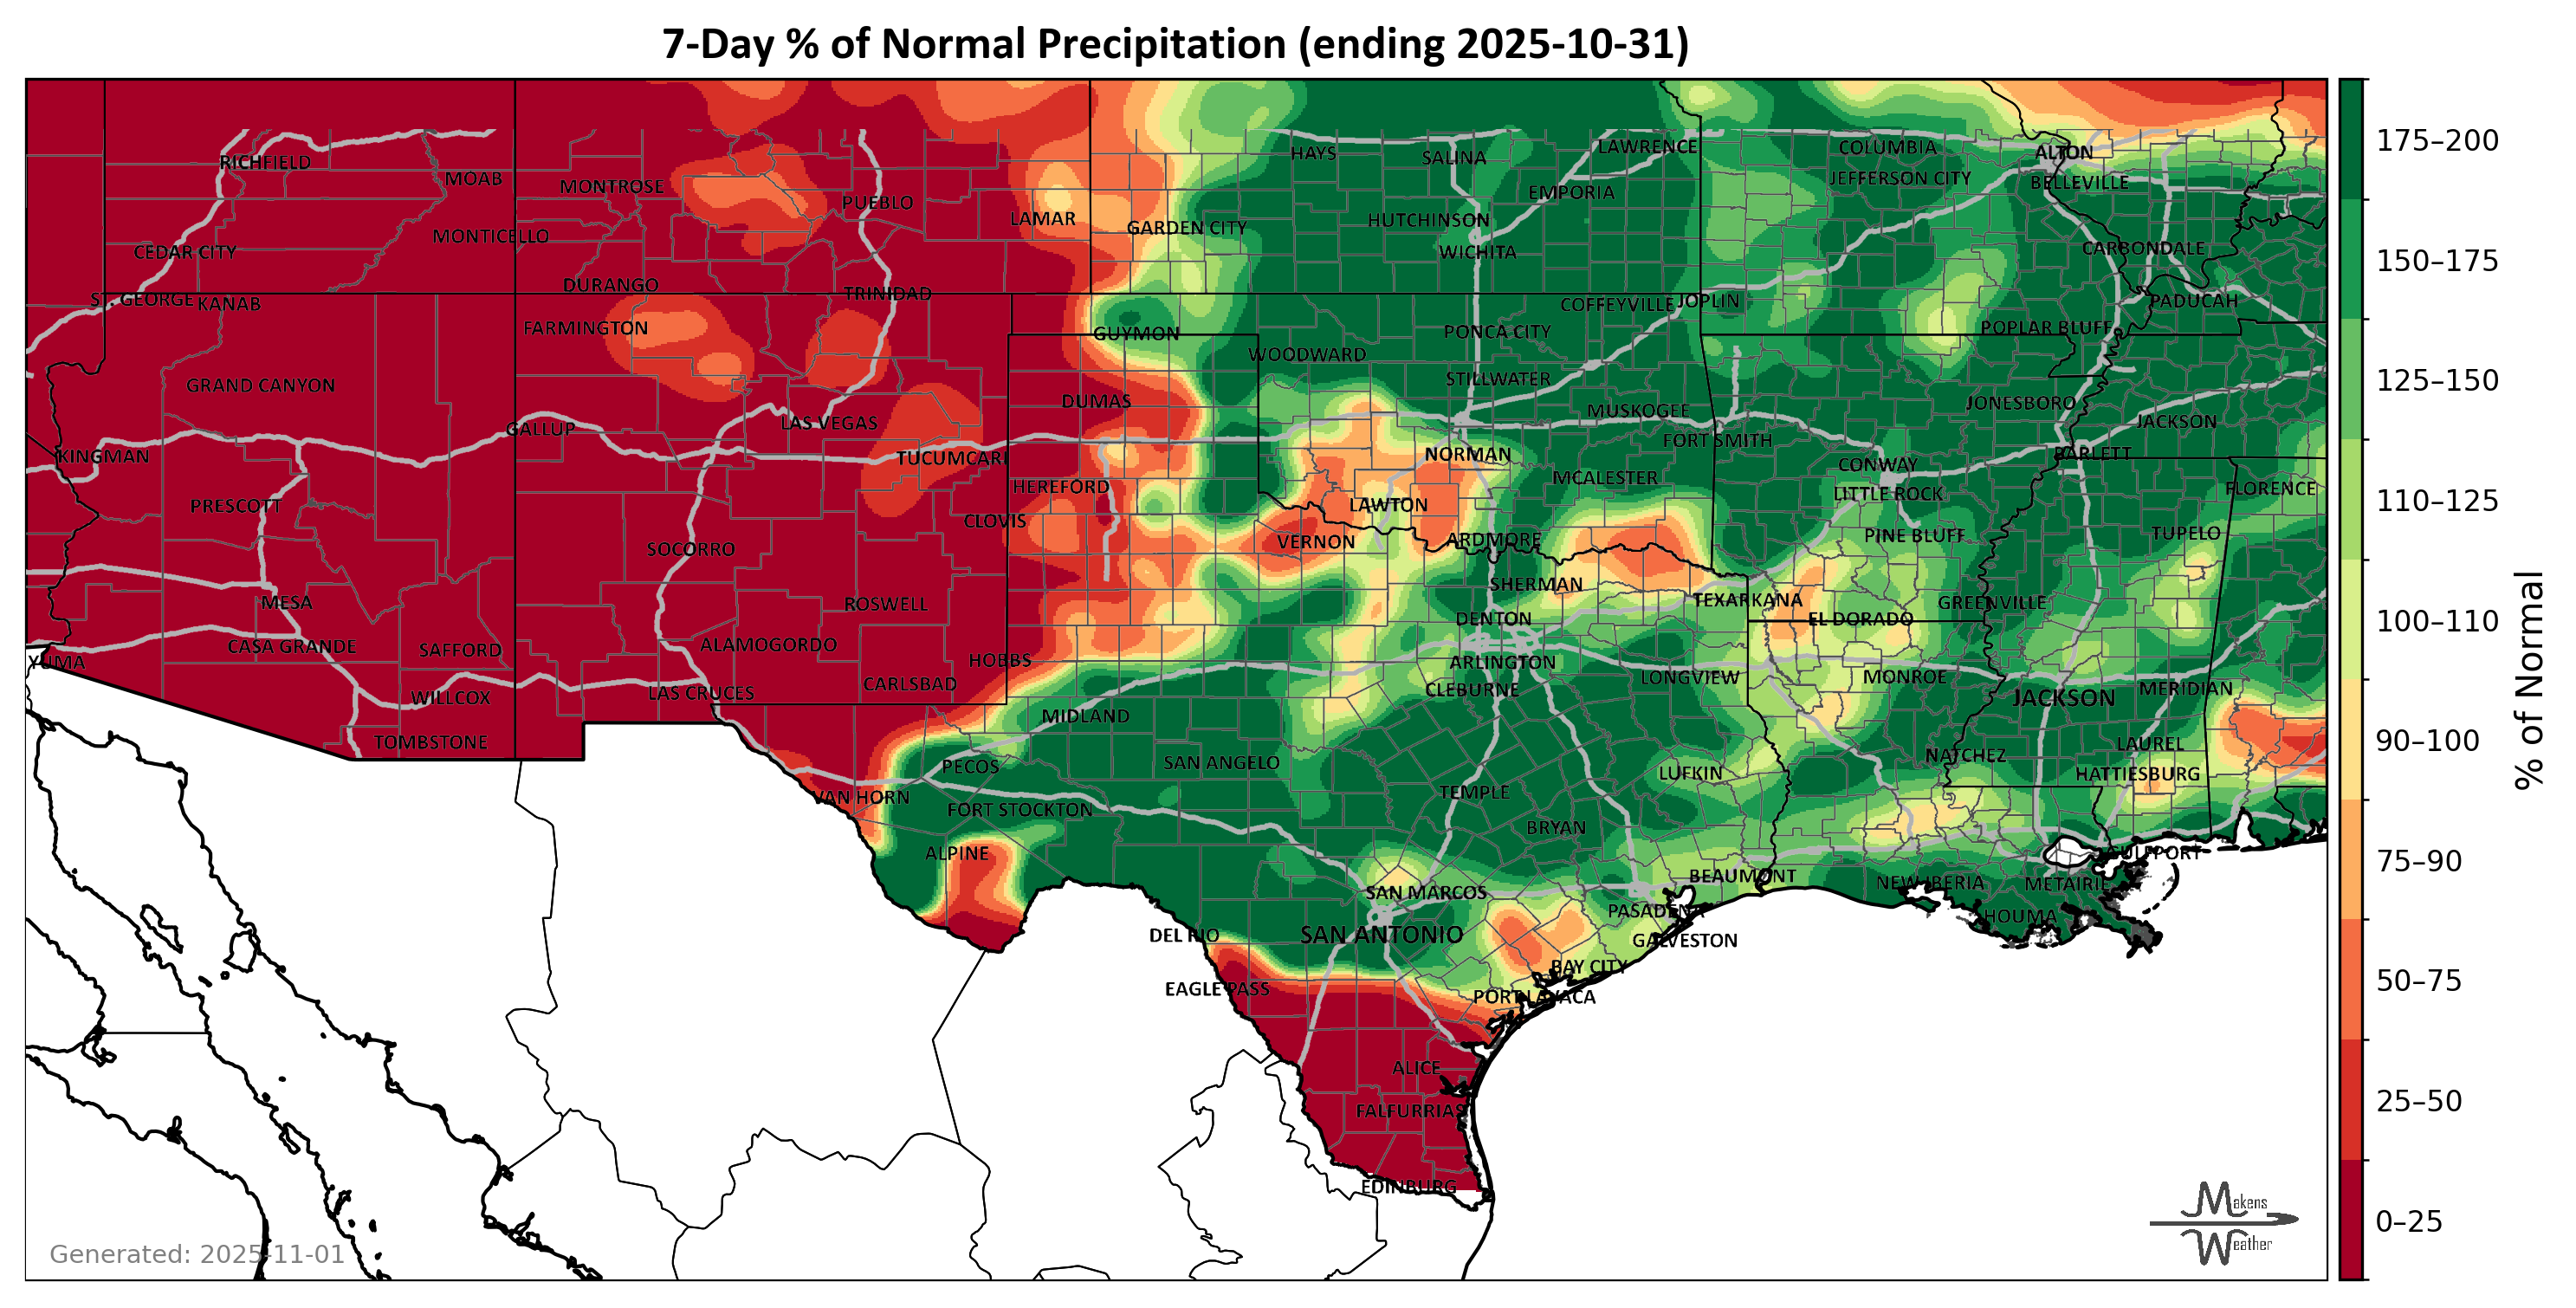 7-Day % of Normal Precipitation (ending 2025-10-31)
RICHFIELD
MOAB
MONTROSE
PUEBLO
LAMAR
GARDEN CITY
HAYS
SALINA
LAWRENCE
EMPORIA
HUTCHINSON
WICHITA
COLUMBIA
JEFFERSON CITY
ALTON
BELLEVILLE
CEDAR CITY
MONTICELLO
CARBONDALE
ST. GEORGE
KANAB
DURANGO
TRINIDAD
COFFEYVILLE
JOPLIN
PADUCAH
FARMINGTON
GUYMON
PONCA CITY
POPLAR BLUFF
WOODWARD
GRAND CANYON
STILLWATER
DUMAS
MUSKOGEE
JONESBORO
JACKSON
GALLUP
LAS VEGAS
FORT SMITH
KINGMAN
TUCUMCARI
NORMAN
BARLETT
CONWAY
HEREFORD
MCALESTER
LITTLE ROCK
FLORENCE
PRESCOTT
LAWTON
CLOVIS
SOCORRO
VERNON
ARDMORE
PINE BLUFF
TUPELO
SHERMAN
MESA
ROSWELL
TEXARKANA
GREENVILLE
DENTON
EL DORADO
CASA GRANDE
SAFFORD
ALAMOGORDO
HOBBS
ARLINGTON
YUMA
LONGVIEW
MONROE
WILLCOX
LAS CRUCES
CARLSBAD
CLEBURNE
JACKSON
MERIDIAN
MIDLAND
TOMBSTONE
LAUREL
PECOS
SAN ANGELO
LUFKIN
NATCHEZ
HATTIESBURG
VAN HORN
FORT STOCKTON
TEMPLE
BRYAN
ALPINE
GULFPORT
SAN MARCOS
BEAUMONT
NEW IBERIA
METAIRIE
PASADENA
HOUMA
DEL RIO
SAN ANTONIO
GALVESTON
BAY CITY
EAGLE PASS
PORT LAVACA
ALICE
FALFURRIAS
EDINBURG
Generated: 2025-11-01
Makens
Weather
175–200
150–175
125–150
110–125
100–110
90–100
75–90
50–75
25–50
0–25
% of Normal